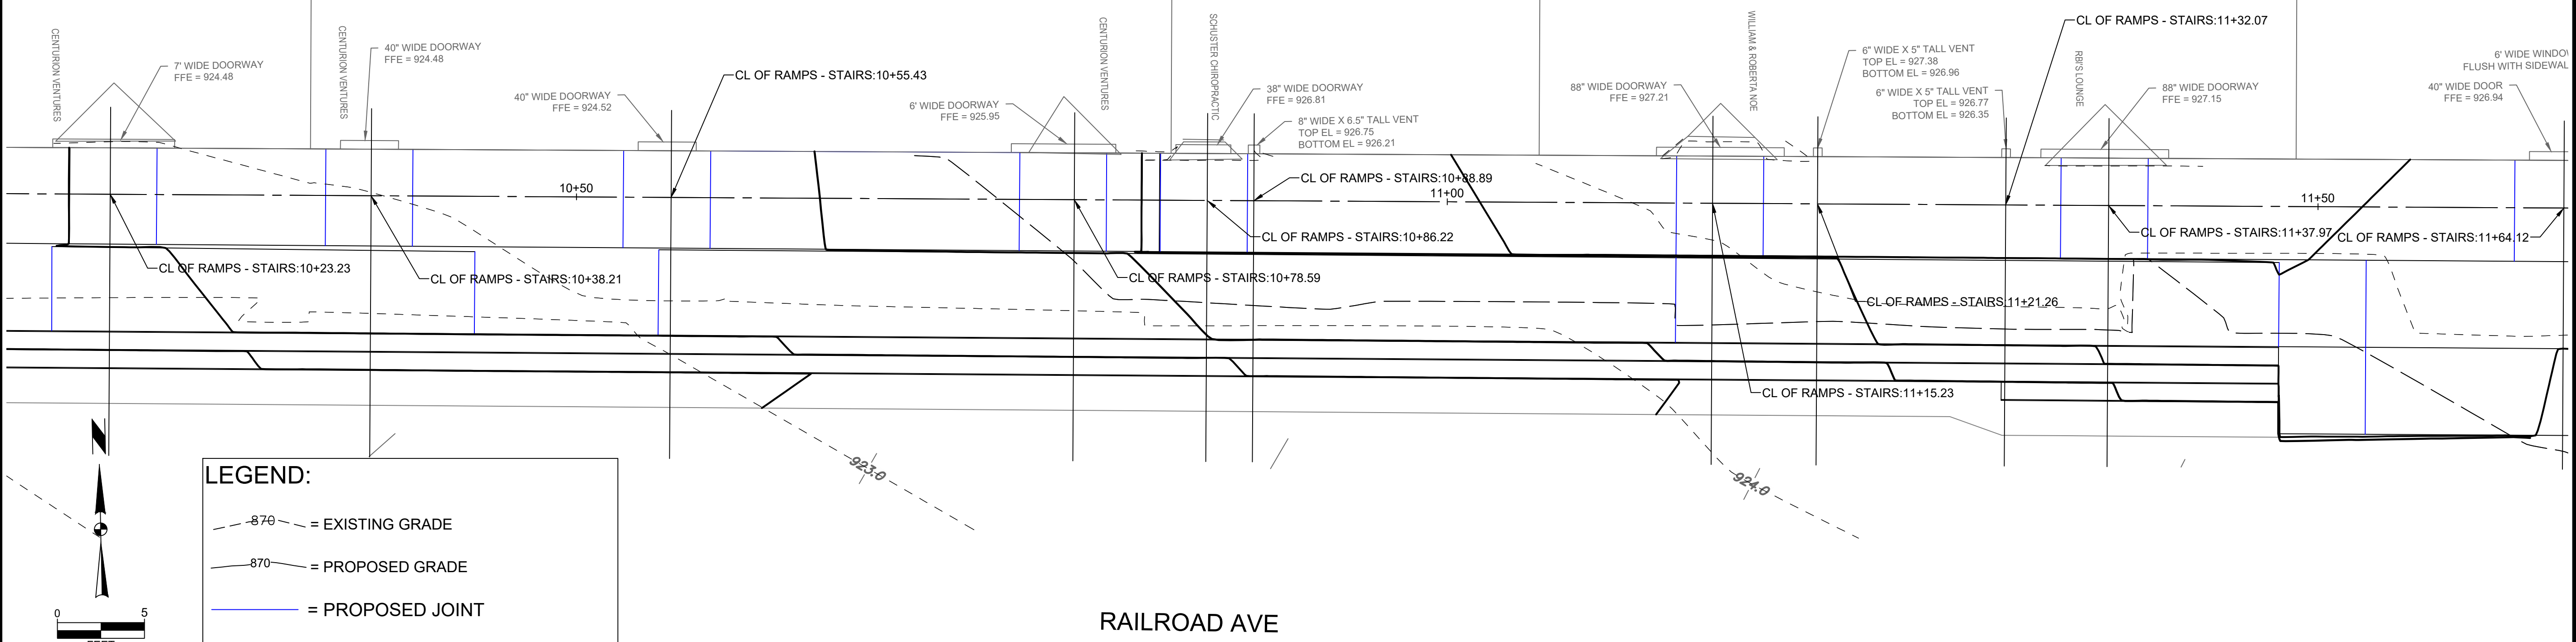 CENTURION VENTURES
7' WIDE DOORWAY
FFE = 924.48
CENTURION VENTURES
40" WIDE DOORWAY
FFE = 924.48
40" WIDE DOORWAY
FFE = 924.52
CL OF RAMPS - STAIRS:10+55.43
6' WIDE DOORWAY
FFE = 925.95
CENTURION VENTURES
SCHUSTER CHIROPRACTIC
38" WIDE DOORWAY
FFE = 926.81
8" WIDE X 6.5" TALL VENT
TOP EL = 926.75
BOTTOM EL = 926.21
88" WIDE DOORWAY
FFE = 927.21
WILLIAM & ROBERTA NOE
6" WIDE X 5" TALL VENT
TOP EL = 927.38
BOTTOM EL = 926.96
6" WIDE X 5" TALL VENT
TOP EL = 926.77
BOTTOM EL = 926.35
CL OF RAMPS - STAIRS:11+32.07
RBI'S LOUNGE
88" WIDE DOORWAY
FFE = 927.15
6' WIDE WINDOW
FLUSH WITH SIDEWAL
40" WIDE DOOR
FFE = 926.94
10+50
CL OF RAMPS - STAIRS:10+88.89
11+00
11+50
CL OF RAMPS - STAIRS:10+86.22
CL OF RAMPS - STAIRS:11+37.97
CL OF RAMPS - STAIRS:11+64.12
CL OF RAMPS - STAIRS:10+23.23
CL OF RAMPS - STAIRS:10+38.21
CL OF RAMPS - STAIRS:10+78.59
CL OF RAMPS - STAIRS:11+21.26
CL OF RAMPS - STAIRS:11+15.23
N
923.0
924.0
LEGEND:
870 = EXISTING GRADE
870 = PROPOSED GRADE
= PROPOSED JOINT
0 5
RAILROAD AVE